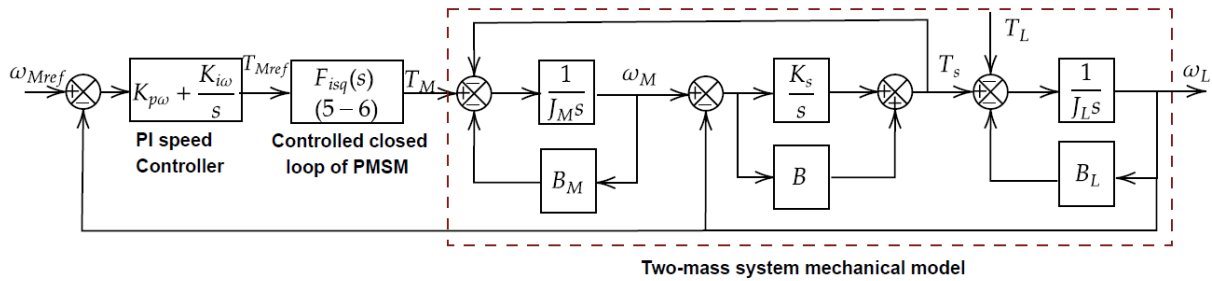 T_L
ω_Mref
+
−
K_pω + K_iω/s
T_Mref
F_isq(s)
(5−6)
T_M
+
−
−
1/J_M s
ω_M
+
−
K_s/s
+
+
T_s
+
−
−
1/J_L s
ω_L
PI speed
Controller
Controlled closed
loop of PMSM
B_M
B
B_L
Two-mass system mechanical model